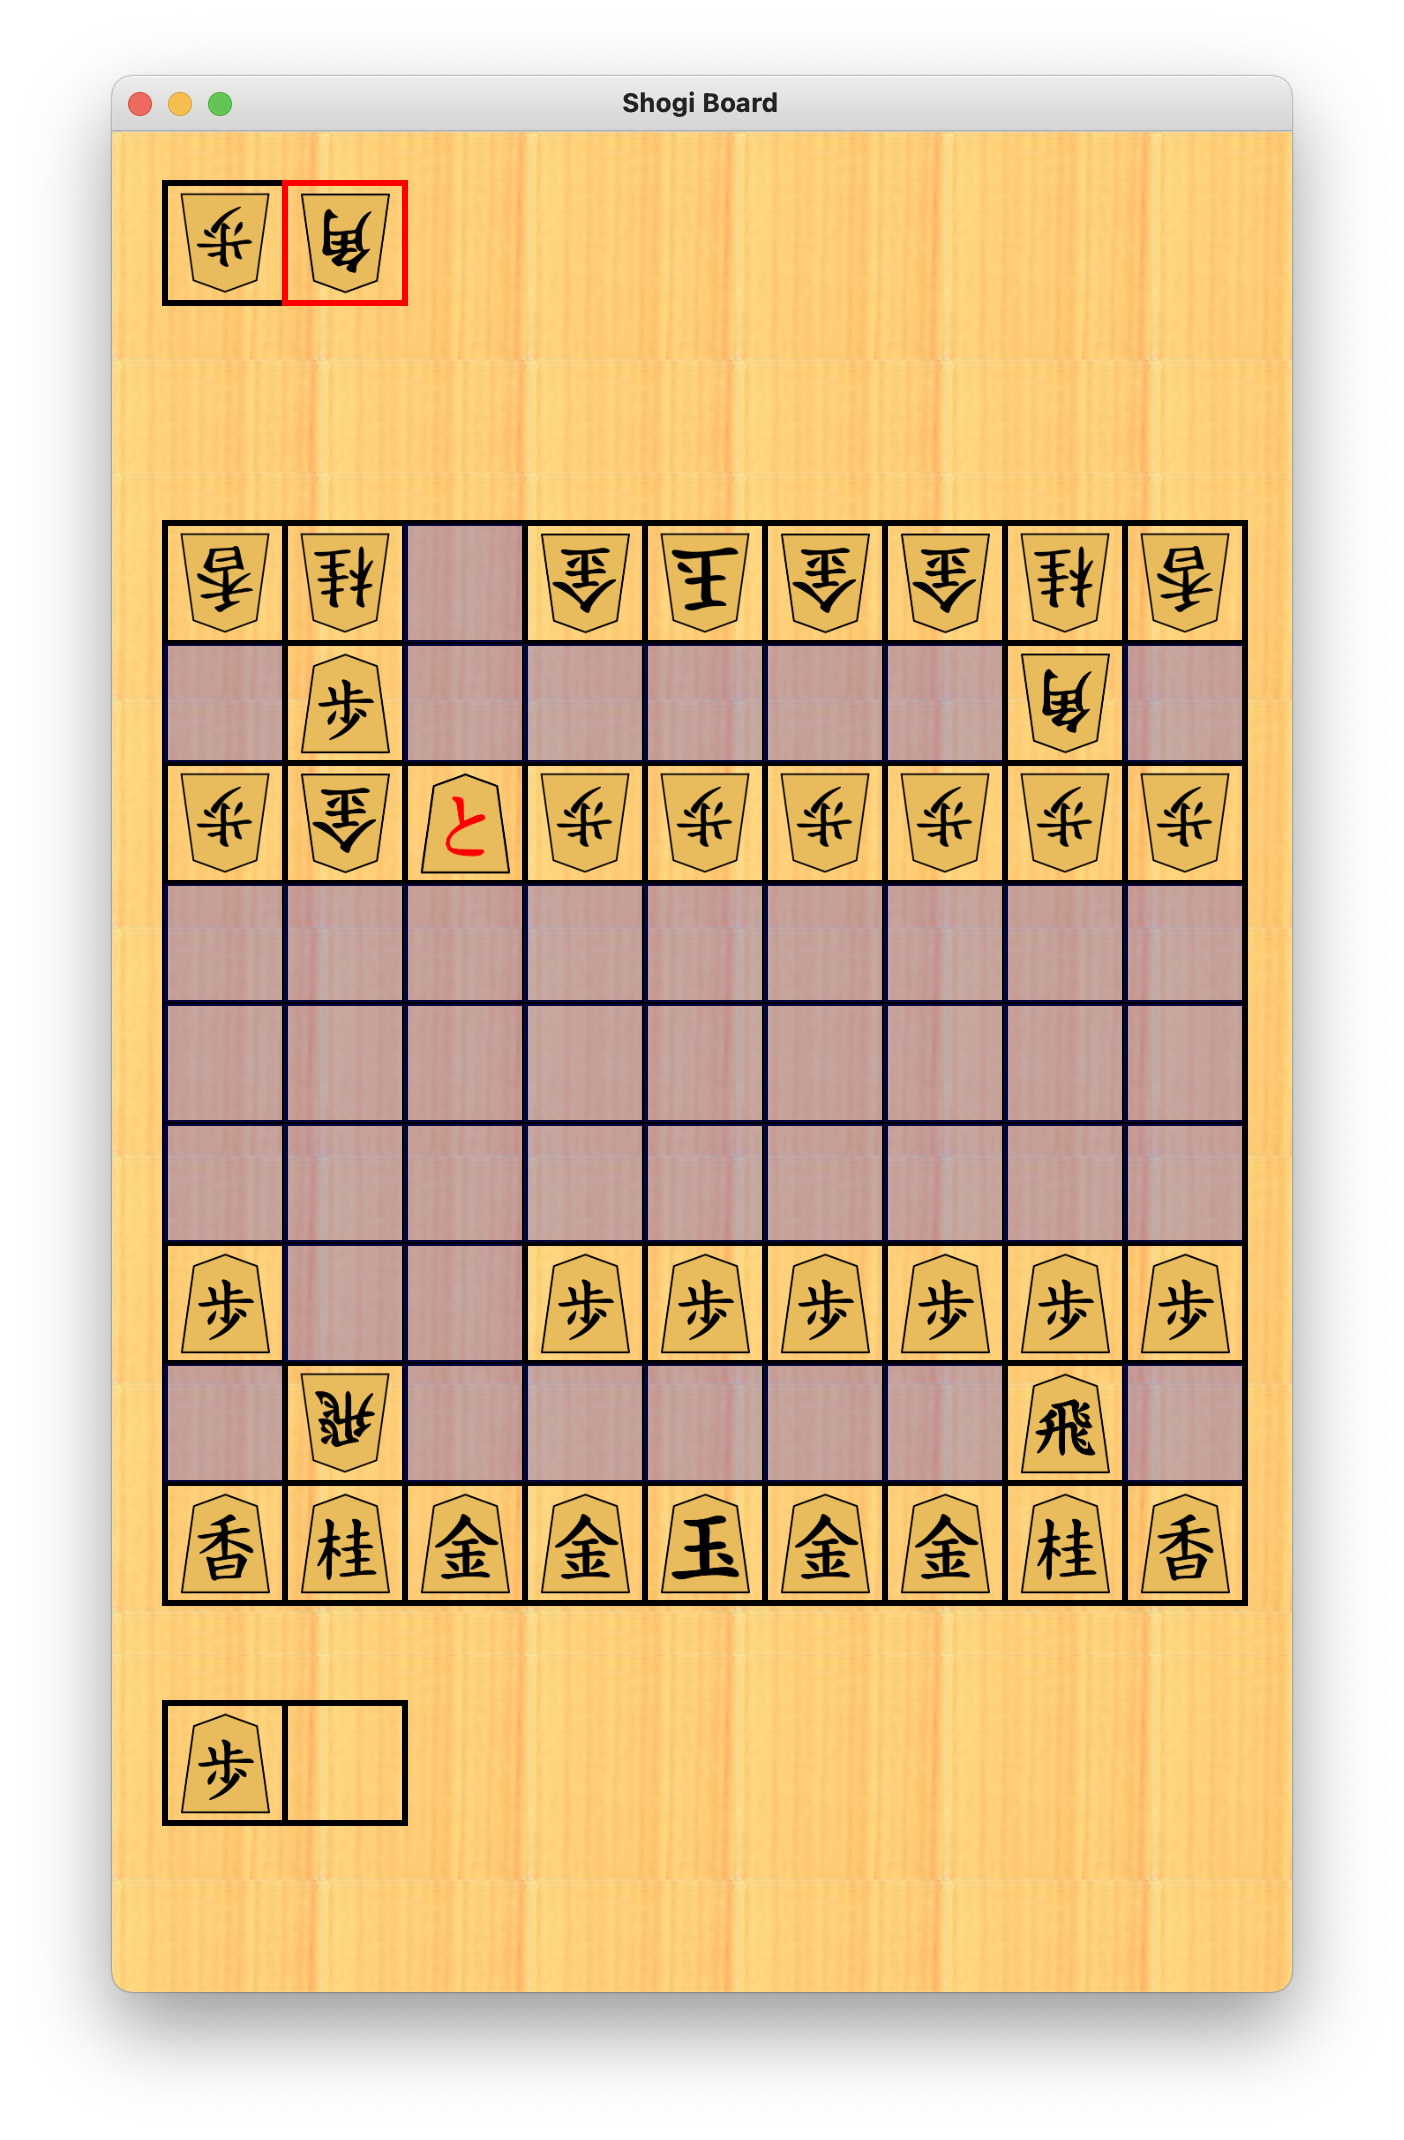 Shogi Board
歩 角
香 桂 金 王 金 金 桂 香
歩 角
歩 金 と 歩 歩 歩 歩 歩 歩
歩 歩 歩 歩 歩 歩 歩
飛 飛
香 桂 金 金 玉 金 金 桂 香
歩